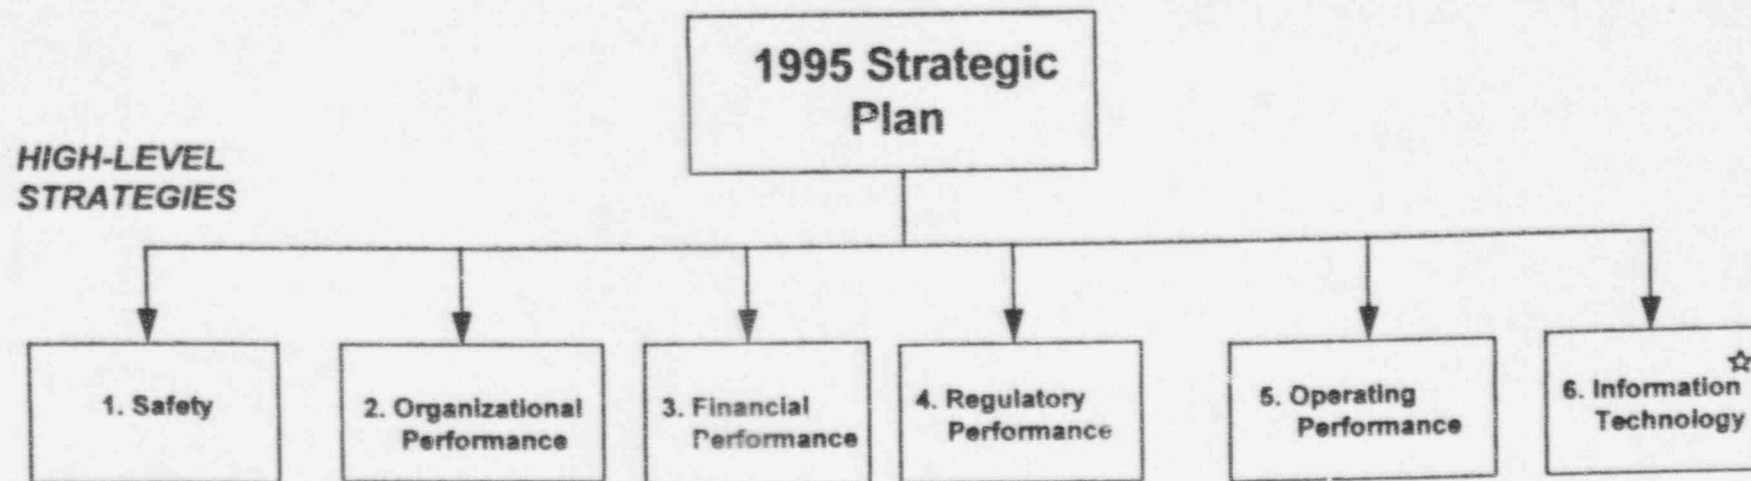 1995 Strategic
Plan
HIGH-LEVEL
STRATEGIES
1. Safety
2. Organizational
Performance
3. Financial
Performance
4. Regulatory
Performance
5. Operating
Performance
6. Information
Technology